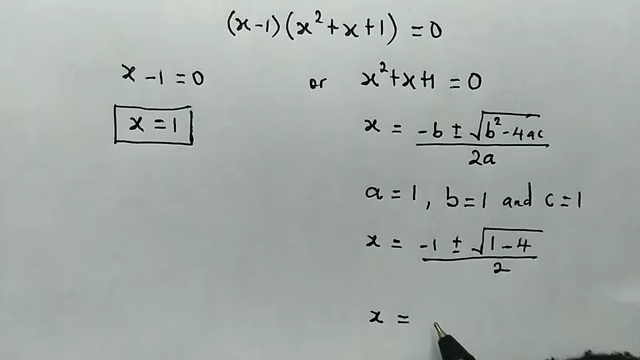 (x-1)(x²+x+1) = 0
x - 1 = 0 or x²+x+1 = 0
x = 1
x = (-b ± √(b²-4ac))/2a
a = 1, b = 1 and c = 1
x = (-1 ± √(1-4))/2
x =